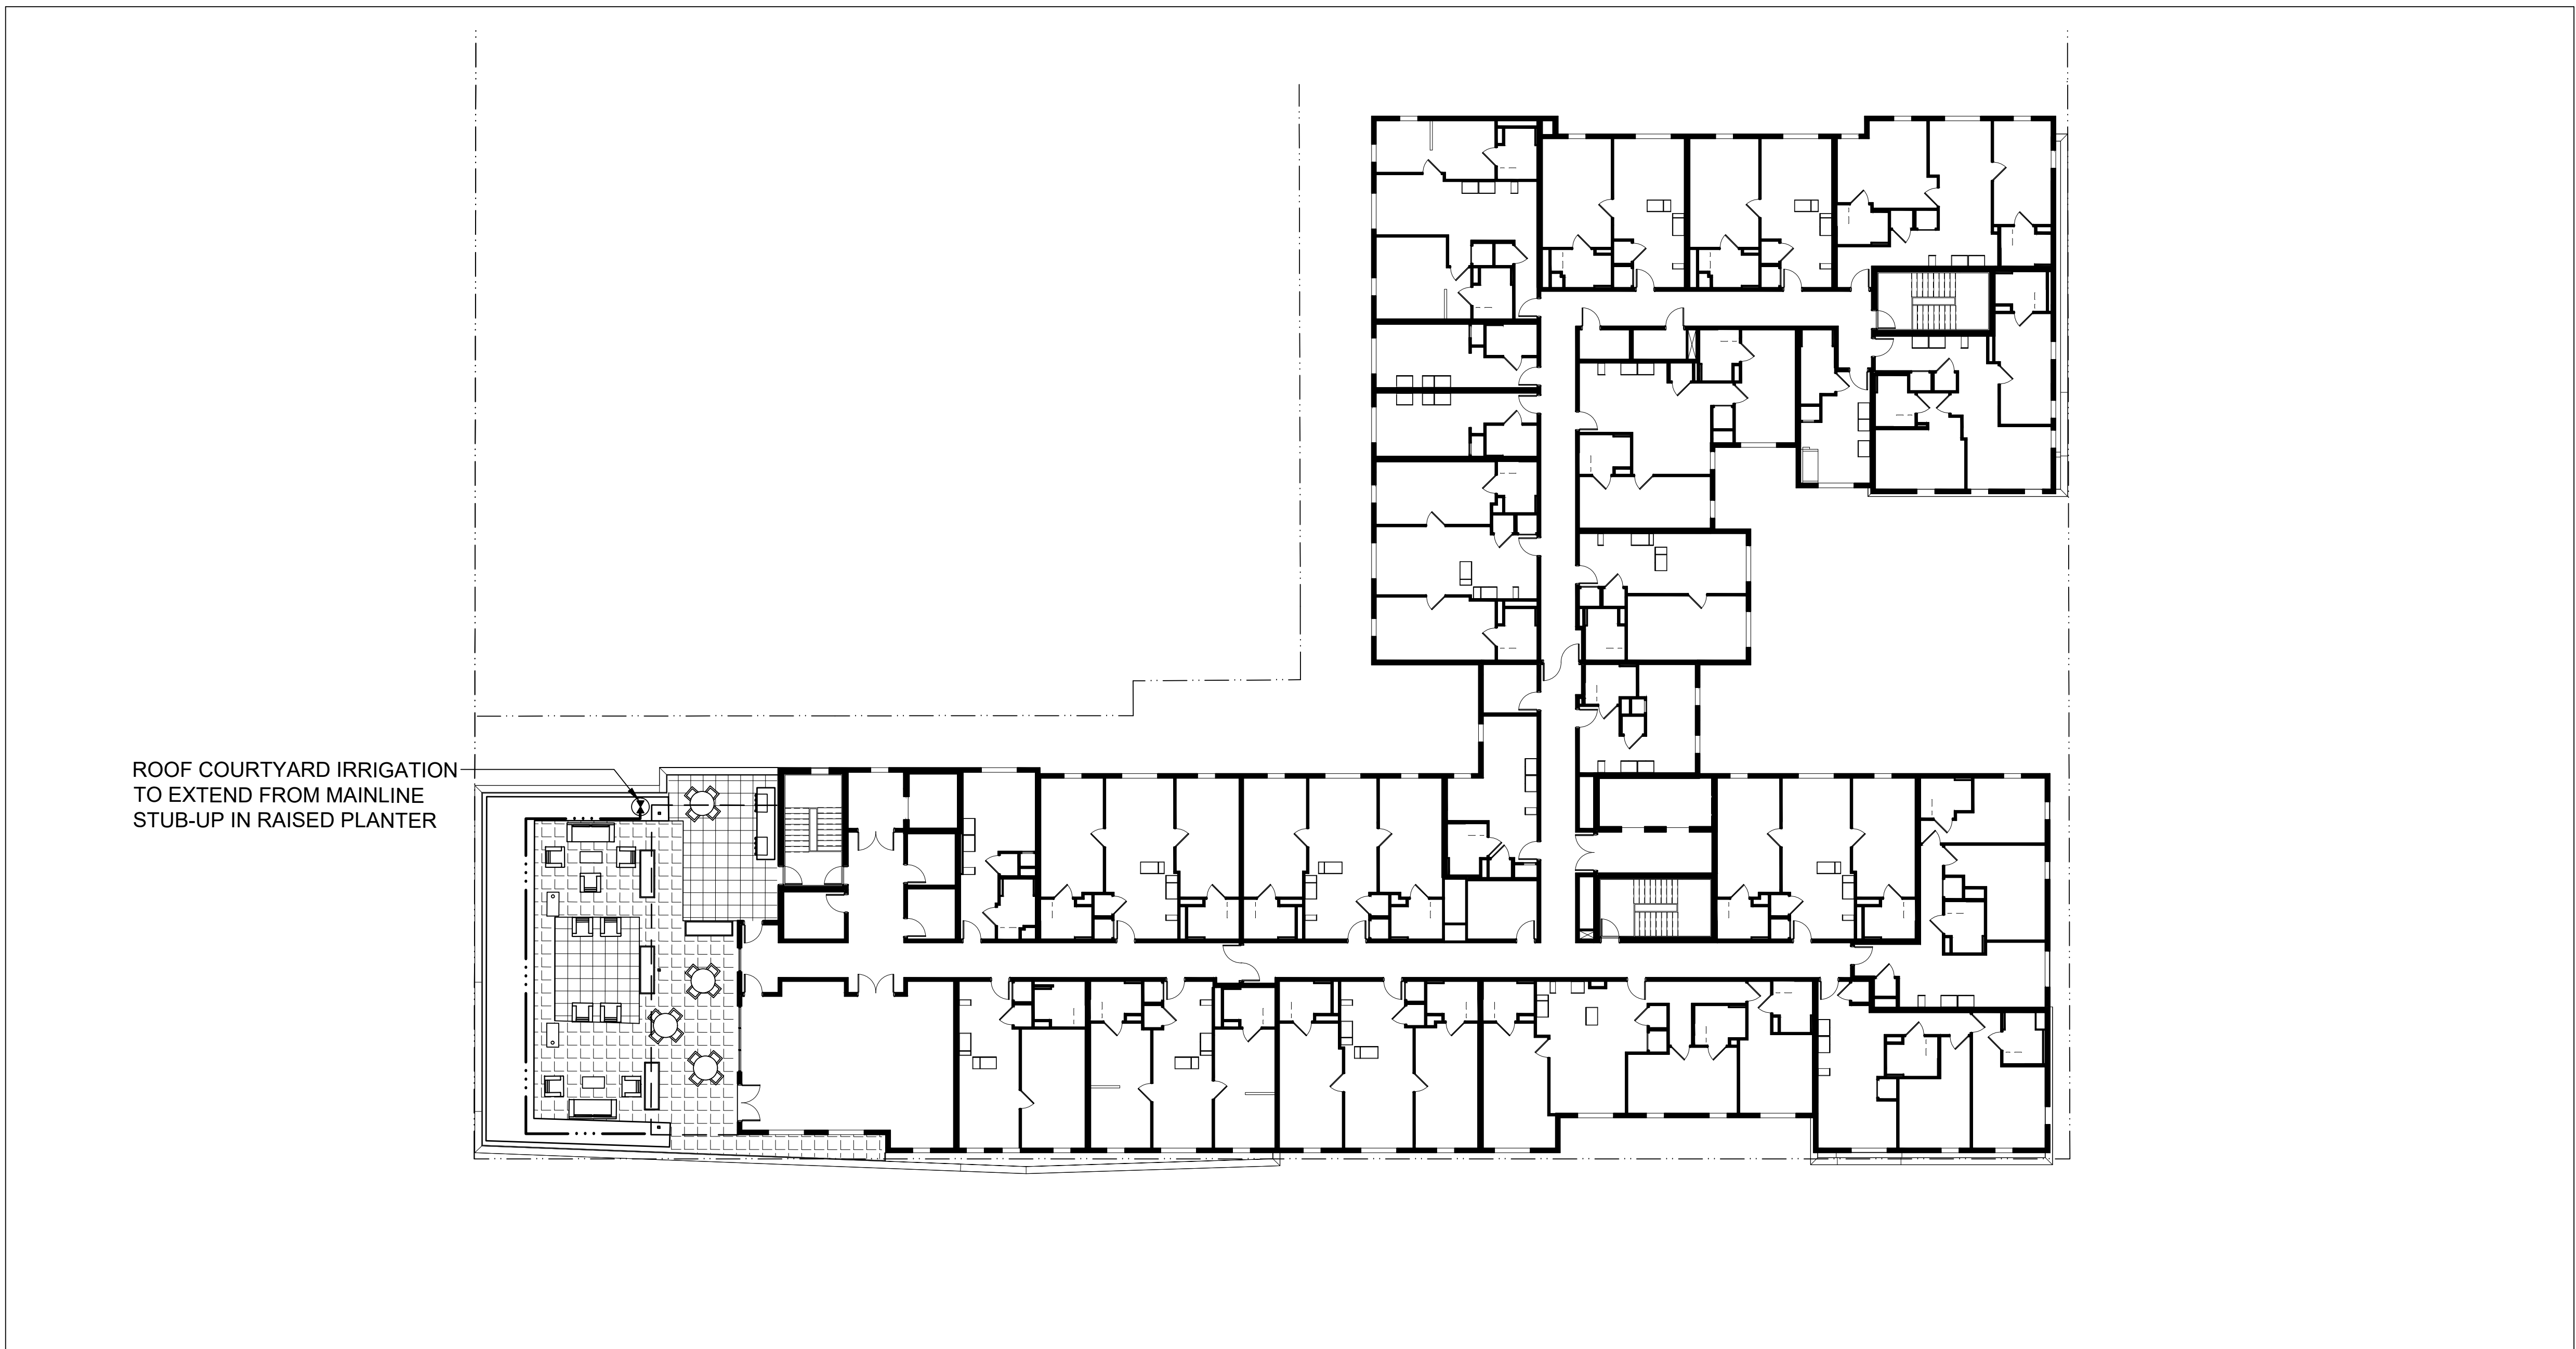 ROOF COURTYARD IRRIGATION
TO EXTEND FROM MAINLINE
STUB-UP IN RAISED PLANTER